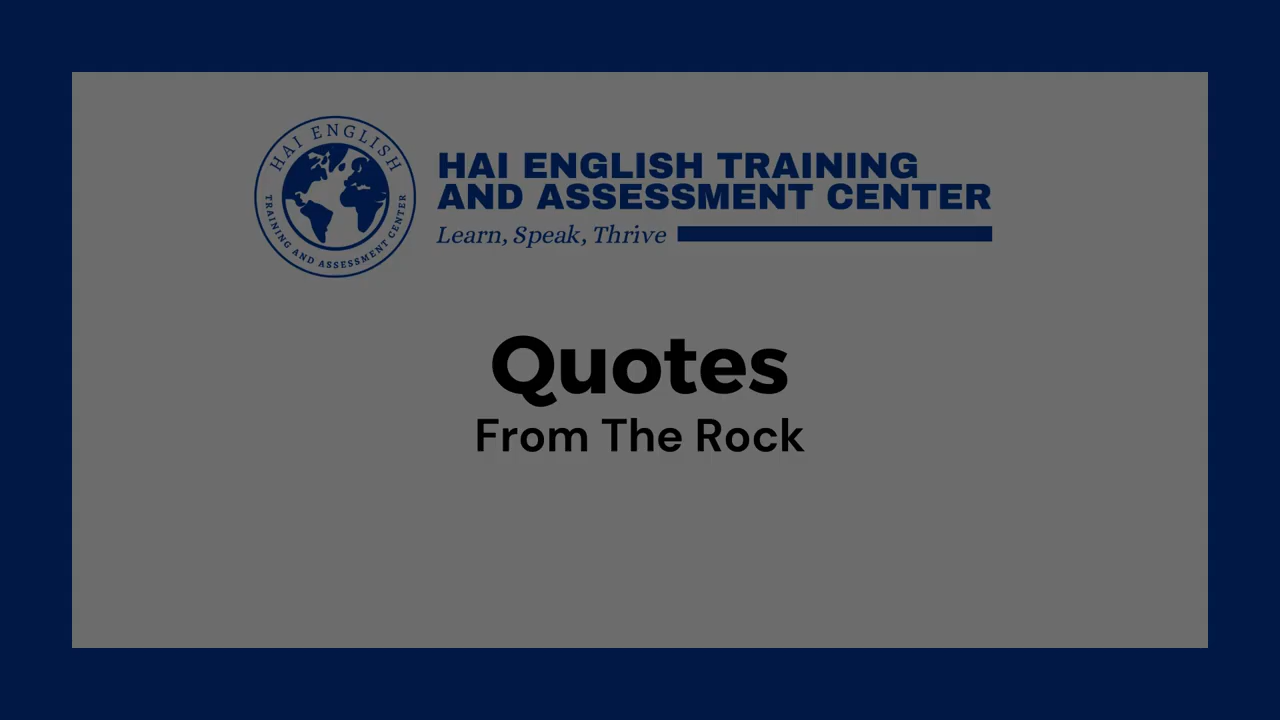 HAI ENGLISH
TRAINING AND ASSESSMENT CENTER
HAI ENGLISH TRAINING
AND ASSESSMENT CENTER
Learn, Speak, Thrive
Quotes
From The Rock